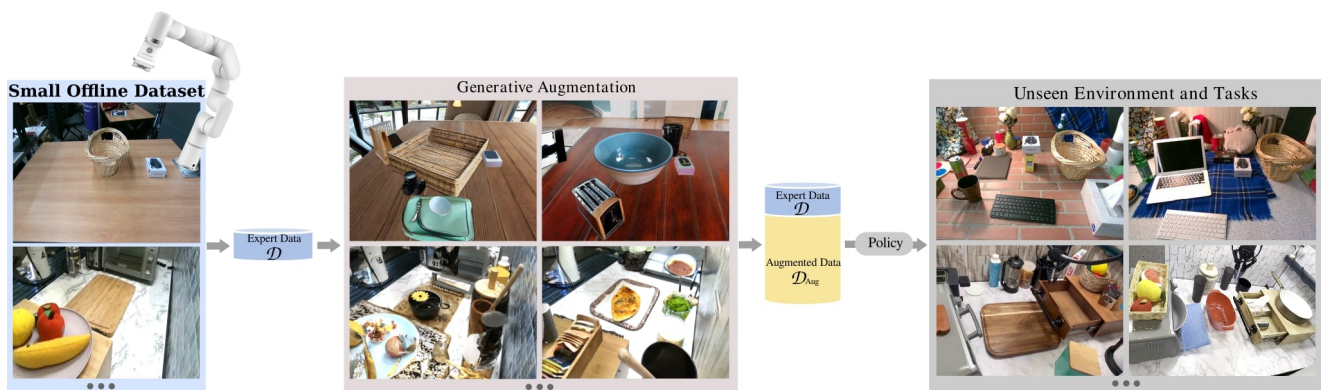 Small Offline Dataset
Generative Augmentation
Unseen Environment and Tasks
Expert Data
𝒟
Expert Data
𝒟
Augmented Data
𝒟Aug
Policy